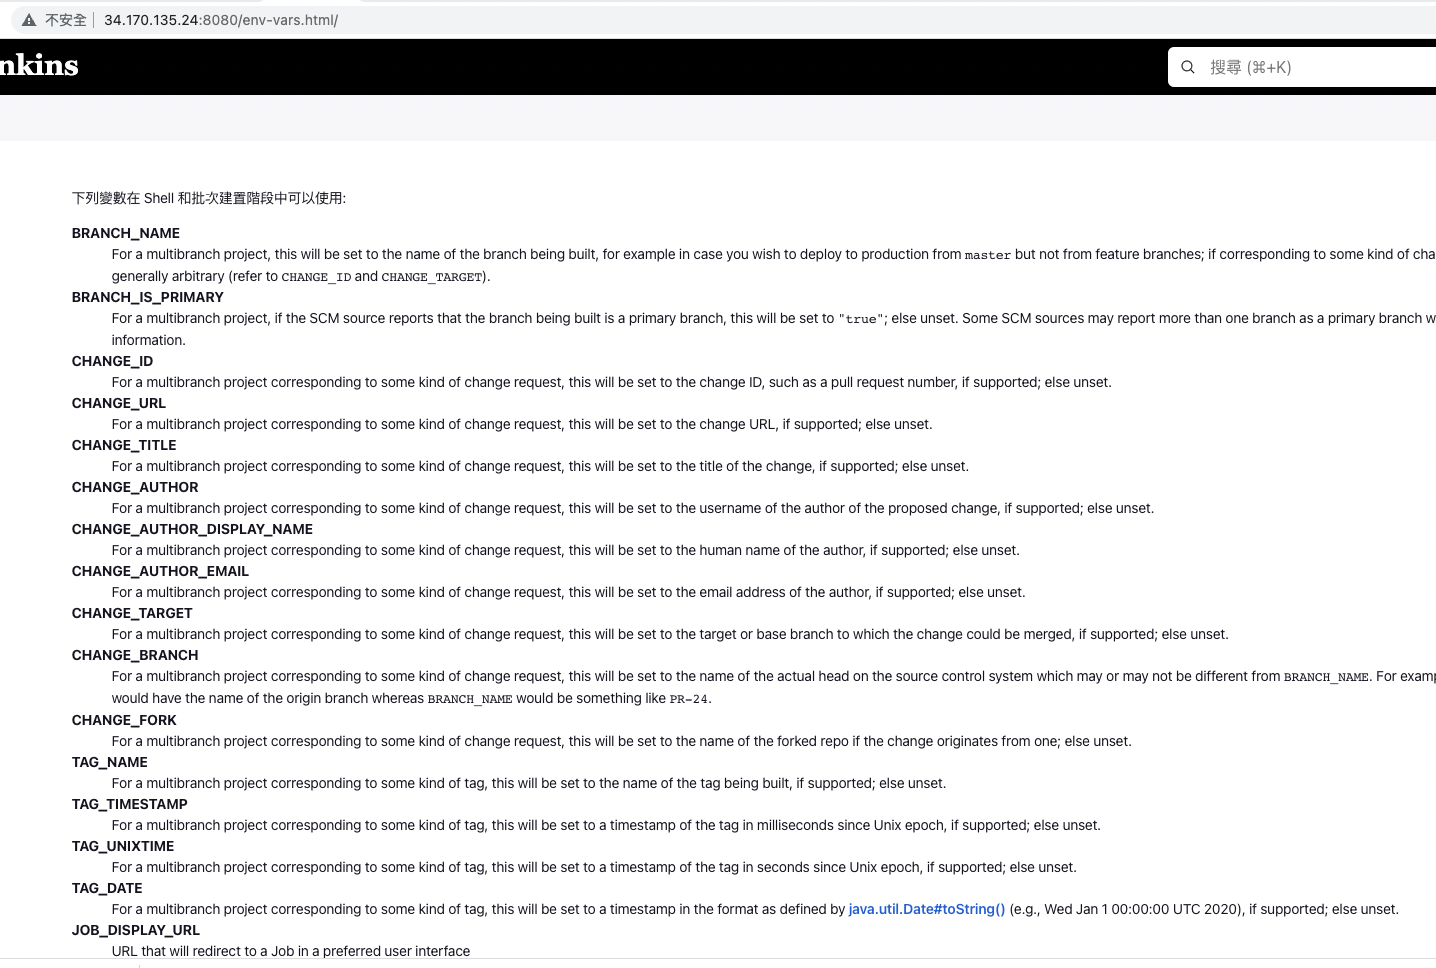 不安全 34.170.135.24:8080/env-vars.html/
nkins
搜尋 (⌘+K)
下列變數在 Shell 和批次建置階段中可以使用:
BRANCH_NAME
For a multibranch project, this will be set to the name of the branch being built, for example in case you wish to deploy to production from master but not from feature branches; if corresponding to some kind of cha
generally arbitrary (refer to CHANGE_ID and CHANGE_TARGET).
BRANCH_IS_PRIMARY
For a multibranch project, if the SCM source reports that the branch being built is a primary branch, this will be set to "true"; else unset. Some SCM sources may report more than one branch as a primary branch w
information.
CHANGE_ID
For a multibranch project corresponding to some kind of change request, this will be set to the change ID, such as a pull request number, if supported; else unset.
CHANGE_URL
For a multibranch project corresponding to some kind of change request, this will be set to the change URL, if supported; else unset.
CHANGE_TITLE
For a multibranch project corresponding to some kind of change request, this will be set to the title of the change, if supported; else unset.
CHANGE_AUTHOR
For a multibranch project corresponding to some kind of change request, this will be set to the username of the author of the proposed change, if supported; else unset.
CHANGE_AUTHOR_DISPLAY_NAME
For a multibranch project corresponding to some kind of change request, this will be set to the human name of the author, if supported; else unset.
CHANGE_AUTHOR_EMAIL
For a multibranch project corresponding to some kind of change request, this will be set to the email address of the author, if supported; else unset.
CHANGE_TARGET
For a multibranch project corresponding to some kind of change request, this will be set to the target or base branch to which the change could be merged, if supported; else unset.
CHANGE_BRANCH
For a multibranch project corresponding to some kind of change request, this will be set to the name of the actual head on the source control system which may or may not be different from BRANCH_NAME. For examp
would have the name of the origin branch whereas BRANCH_NAME would be something like PR-24.
CHANGE_FORK
For a multibranch project corresponding to some kind of change request, this will be set to the name of the forked repo if the change originates from one; else unset.
TAG_NAME
For a multibranch project corresponding to some kind of tag, this will be set to the name of the tag being built, if supported; else unset.
TAG_TIMESTAMP
For a multibranch project corresponding to some kind of tag, this will be set to a timestamp of the tag in milliseconds since Unix epoch, if supported; else unset.
TAG_UNIXTIME
For a multibranch project corresponding to some kind of tag, this will be set to a timestamp of the tag in seconds since Unix epoch, if supported; else unset.
TAG_DATE
For a multibranch project corresponding to some kind of tag, this will be set to a timestamp in the format as defined by java.util.Date#toString() (e.g., Wed Jan 1 00:00:00 UTC 2020), if supported; else unset.
JOB_DISPLAY_URL
URL that will redirect to a Job in a preferred user interface